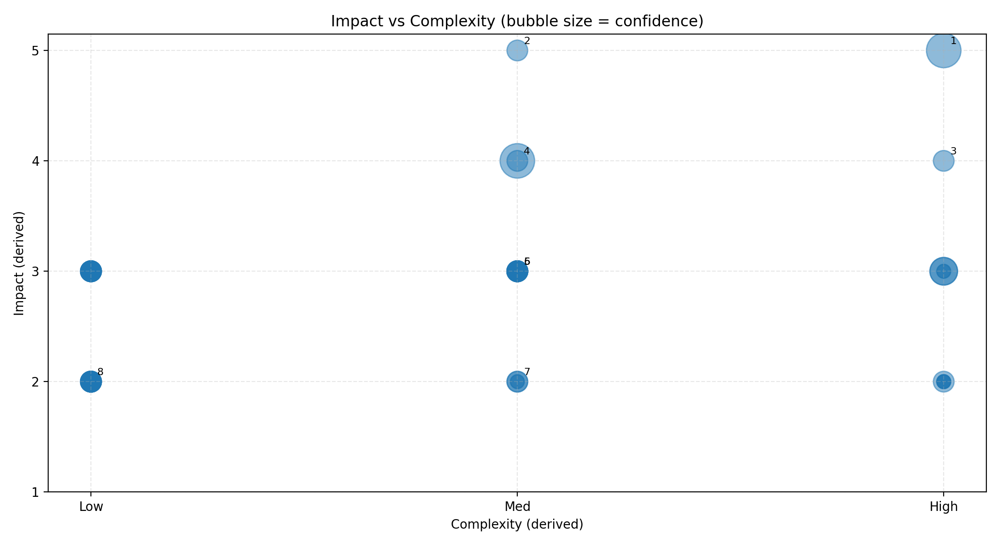 Impact vs Complexity (bubble size = confidence)
2
1
5
4
3
4
3
5
6
8
7
2
1
Impact (derived)
Low
Med
High
Complexity (derived)